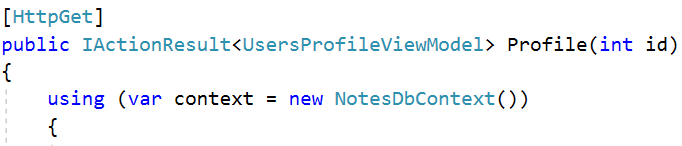 [HttpGet]
public IActionResult<UsersProfileViewModel> Profile(int id)
{
using (var context = new NotesDbContext())
{